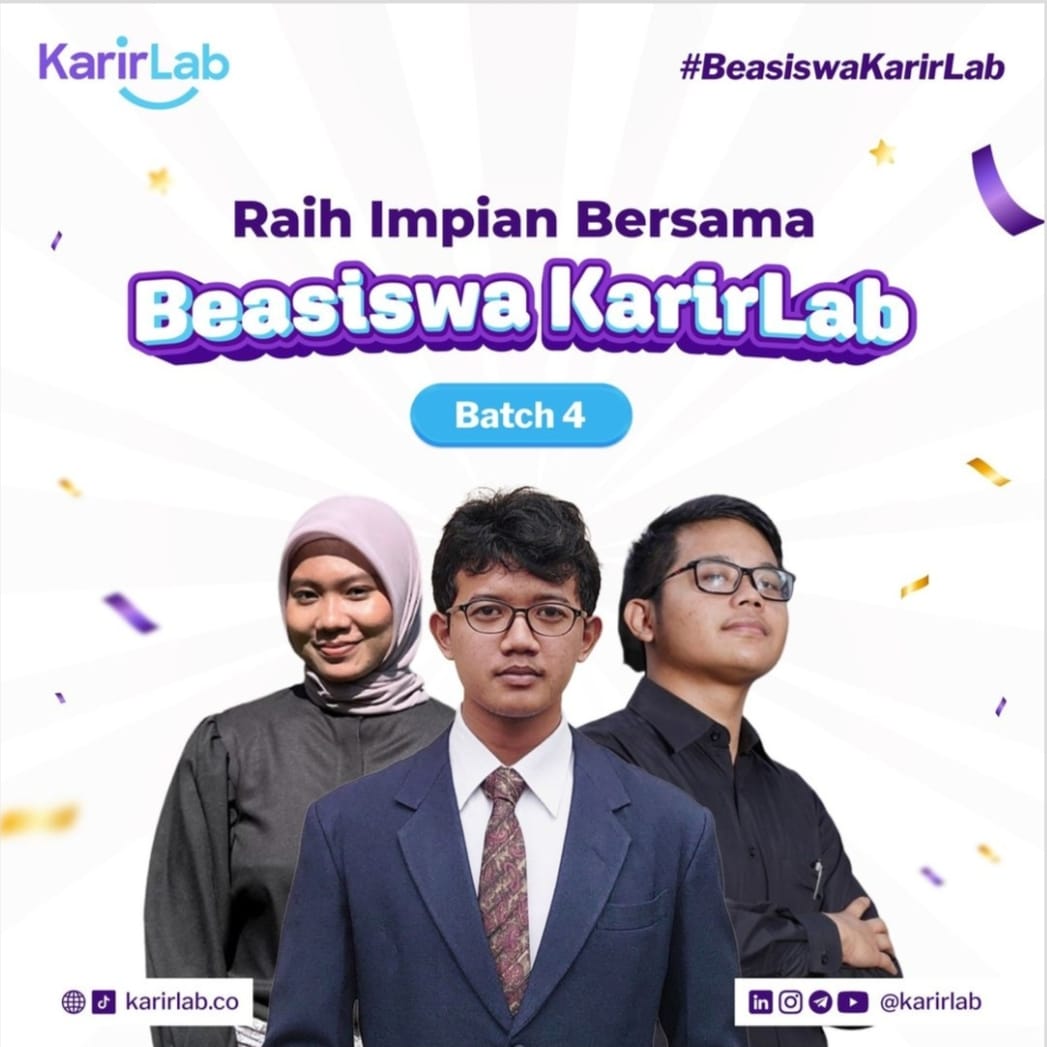 KarirLab
#BeasiswaKarirLab
Raih Impian Bersama
Beasiswa KarirLab
Batch 4
karirlab.co
@karirlab